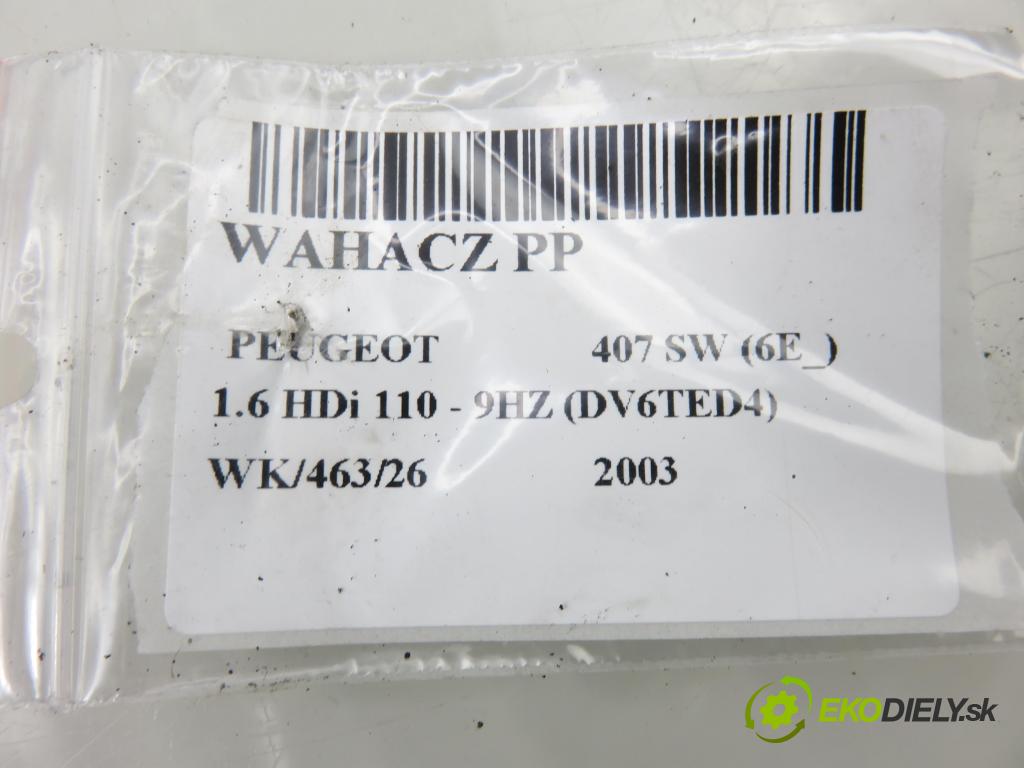 WAHACZ PP
PEUGEOT 407 SW (6E_)
1.6 HDi 110 - 9HZ (DV6TED4)
WK/463/26 2003
EKODIELY.sk